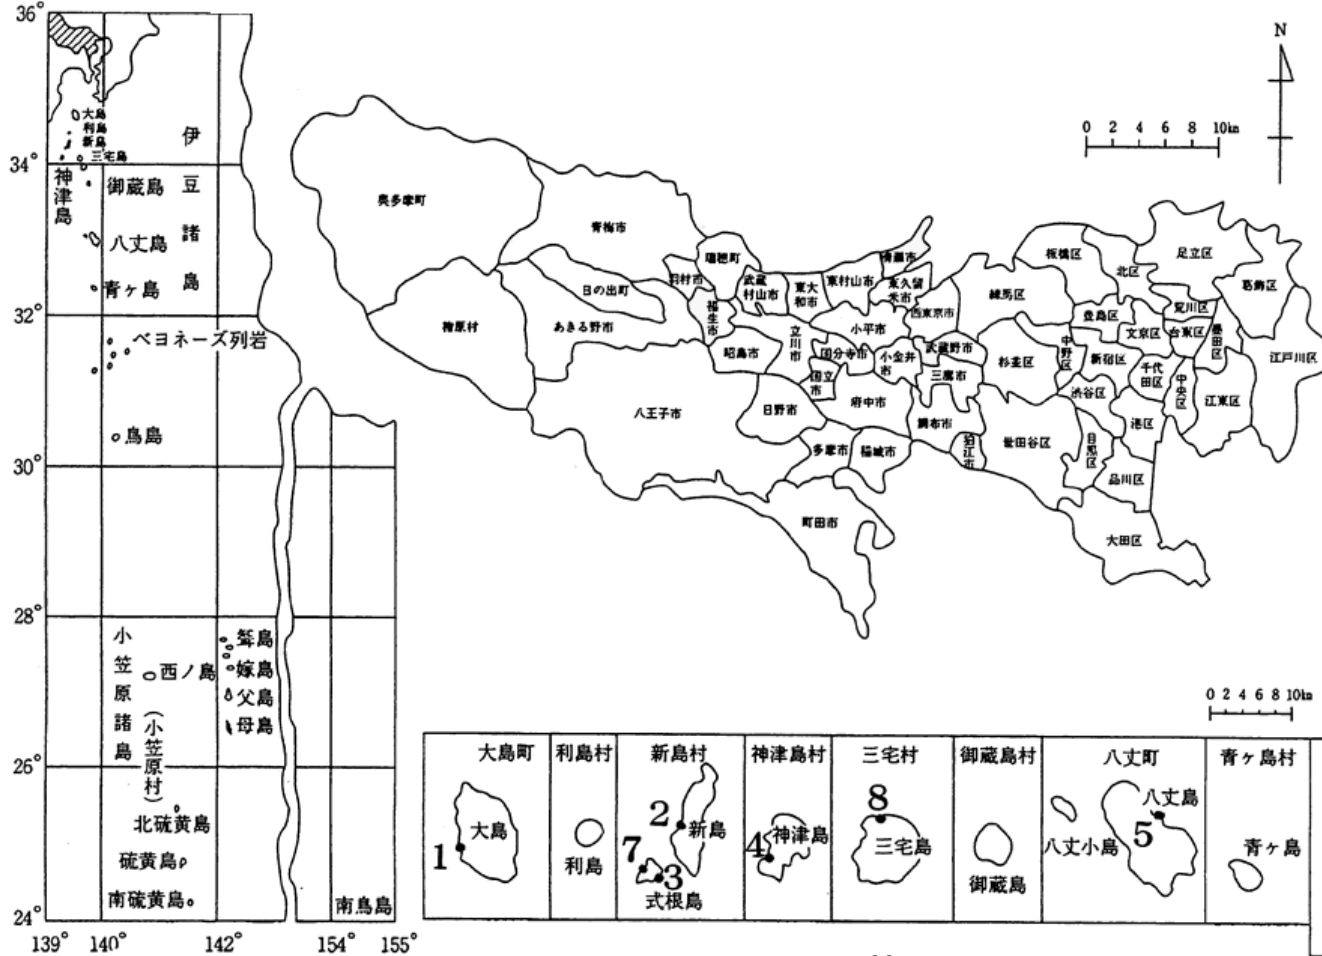 36°
34°
32°
30°
28°
26°
24°
139°
140°
142°
154°
155°
大島
利島
新島
三宅島
神津島
御蔵島
八丈島
青ヶ島
伊豆諸島
ベヨネーズ列岩
鳥島
小笠原諸島
(小笠原村)
西ノ島
聟島
嫁島
父島
母島
北硫黄島
硫黄島
南硫黄島
南鳥島
N
0 2 4 6 8 10㎞
奥多摩町
青梅市
瑞穂町
羽村市
日の出町
檜原村
あきる野市
福生市
武蔵村山市
東大和市
東村山市
清瀬市
東久留米市
西東京市
練馬区
板橋区
北区
足立区
葛飾区
荒川区
豊島区
文京区
台東区
墨田区
江戸川区
昭島市
立川市
小平市
国分寺市
小金井市
武蔵野市
三鷹市
杉並区
中野区
新宿区
千代田区
中央区
江東区
渋谷区
港区
八王子市
日野市
国立市
府中市
調布市
狛江市
世田谷区
目黒区
品川区
多摩市
稲城市
町田市
大田区
0 2 4 6 8 10㎞
大島町
大島
1
利島村
利島
新島村
2
新島
7
3
式根島
神津島村
神津島
4
三宅村
8
三宅島
御蔵島村
御蔵島
八丈町
八丈島
5
八丈小島
青ヶ島村
青ヶ島